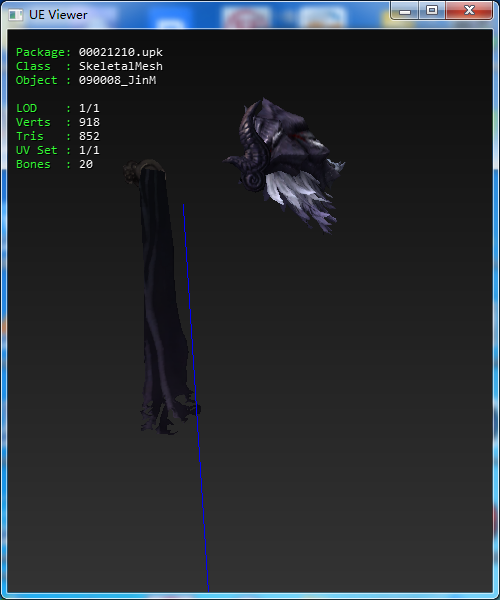 UE Viewer
Package: 00021210.upk
Class : SkeletalMesh
Object : 090008_JinM
LOD : 1/1
Verts : 918
Tris : 852
UV Set : 1/1
Bones : 20